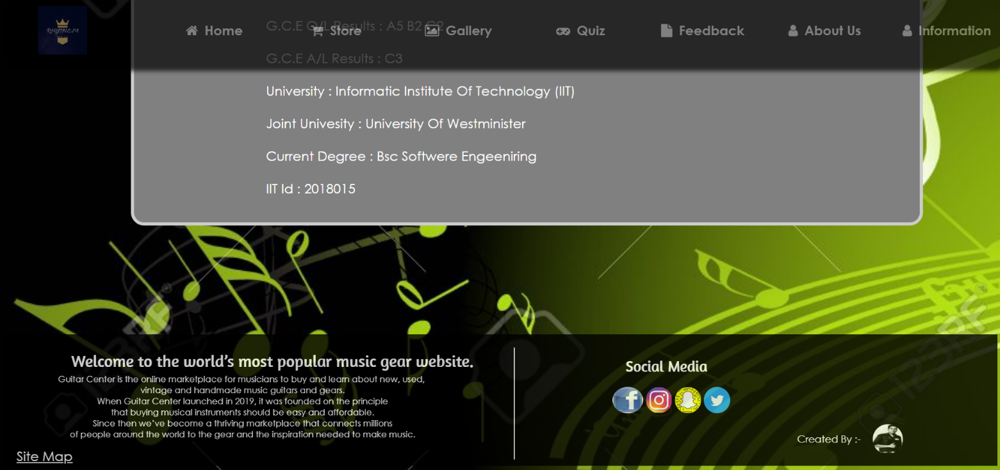 RHYTHEM
Home
Store
Gallery
Quiz
Feedback
About Us
Information
G.C.E O/L Results : A5 B2 C2
G.C.E A/L Results : C3
University : Informatic Institute Of Technology (IIT)
Joint Univesity : University Of Westminister
Current Degree : Bsc Softwere Engeeniring
IIT Id : 2018015
Welcome to the world’s most popular music gear website.
Guitar Center is the online marketplace for musicians to buy and learn about new, used,
vintage and handmade music guitars and gears.
When Guitar Center launched in 2019, it was founded on the principle
that buying musical instruments should be easy and affordable.
Since then we’ve become a thriving marketplace that connects millions
of people around the world to the gear and the inspiration needed to make music.
Site Map
Social Media
Created By :-
123RF
123RF